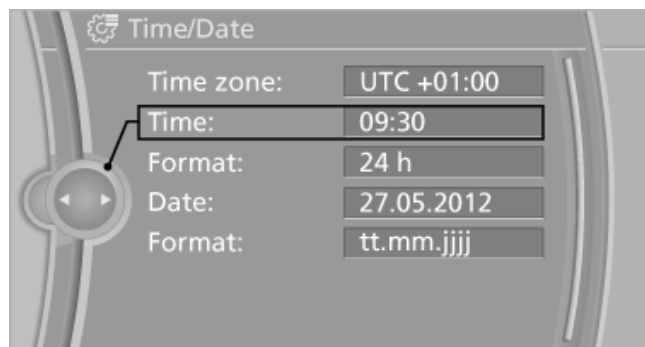 Time/Date
Time zone: UTC +01:00
Time: 09:30
Format: 24 h
Date: 27.05.2012
Format: tt.mm.jjjj